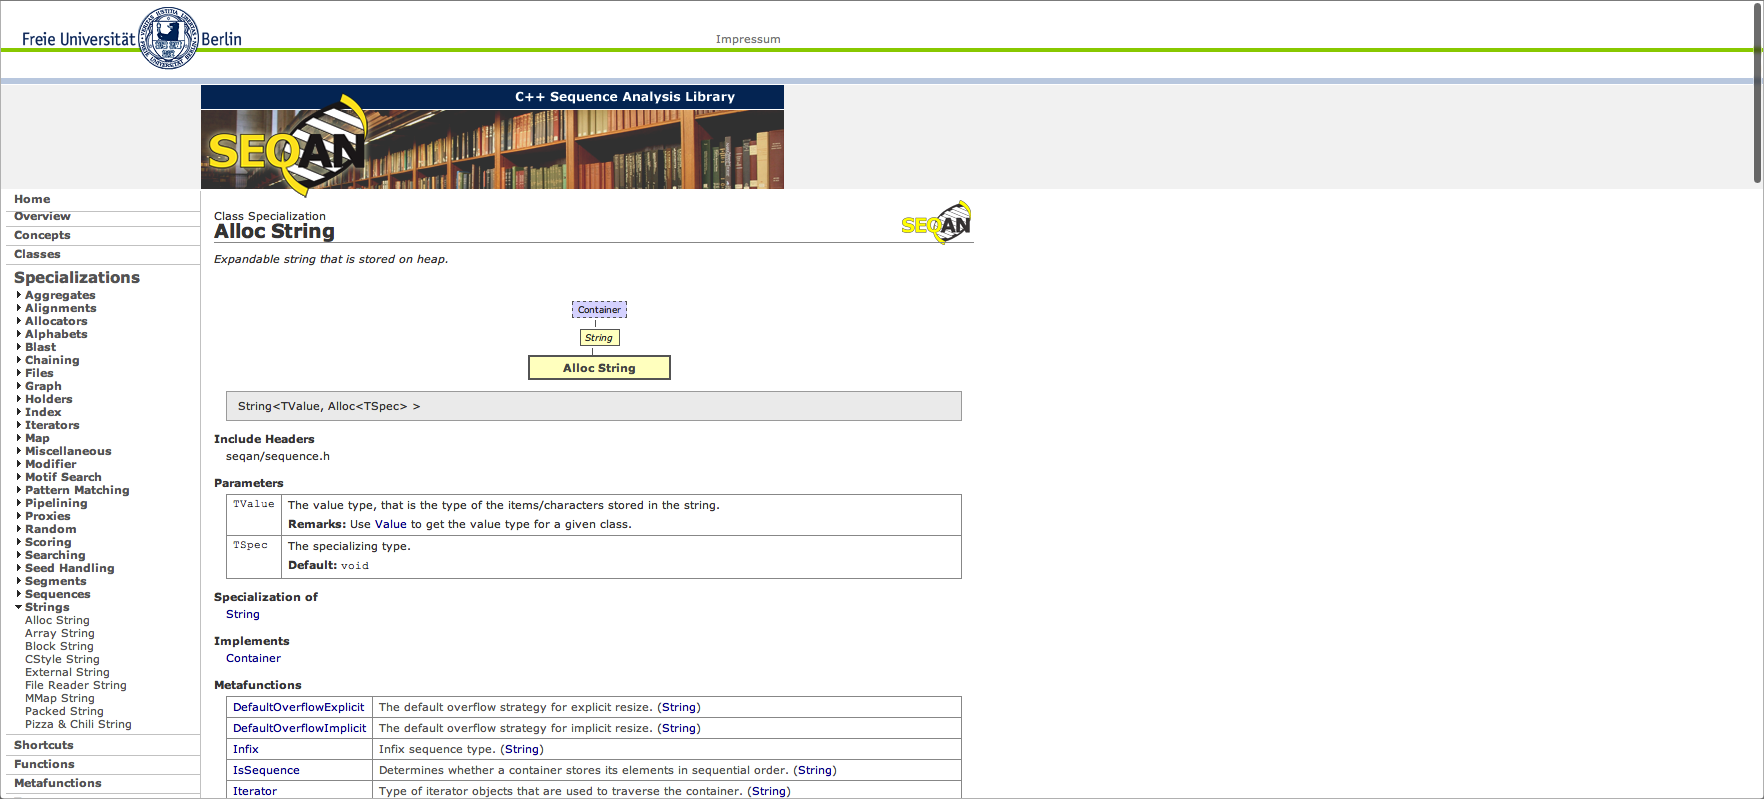 Freie Universität Berlin
Impressum
C++ Sequence Analysis Library
SEQAN
Home
Overview
Concepts
Classes
Specializations
Aggregates
Alignments
Allocators
Alphabets
Blast
Chaining
Files
Graph
Holders
Index
Iterators
Map
Miscellaneous
Modifier
Motif Search
Pattern Matching
Pipelining
Proxies
Random
Scoring
Searching
Seed Handling
Segments
Sequences
Strings
Alloc String
Array String
Block String
CStyle String
External String
File Reader String
MMap String
Packed String
Pizza & Chili String
Shortcuts
Functions
Metafunctions
Class Specialization
Alloc String
SEQAN
Expandable string that is stored on heap.
Container
String
Alloc String
String<TValue, Alloc<TSpec> >
Include Headers
seqan/sequence.h
Parameters
TValue The value type, that is the type of the items/characters stored in the string.
Remarks: Use Value to get the value type for a given class.
TSpec The specializing type.
Default: void
Specialization of
String
Implements
Container
Metafunctions
DefaultOverflowExplicit The default overflow strategy for explicit resize. (String)
DefaultOverflowImplicit The default overflow strategy for implicit resize. (String)
Infix Infix sequence type. (String)
IsSequence Determines whether a container stores its elements in sequential order. (String)
Iterator Type of iterator objects that are used to traverse the container. (String)